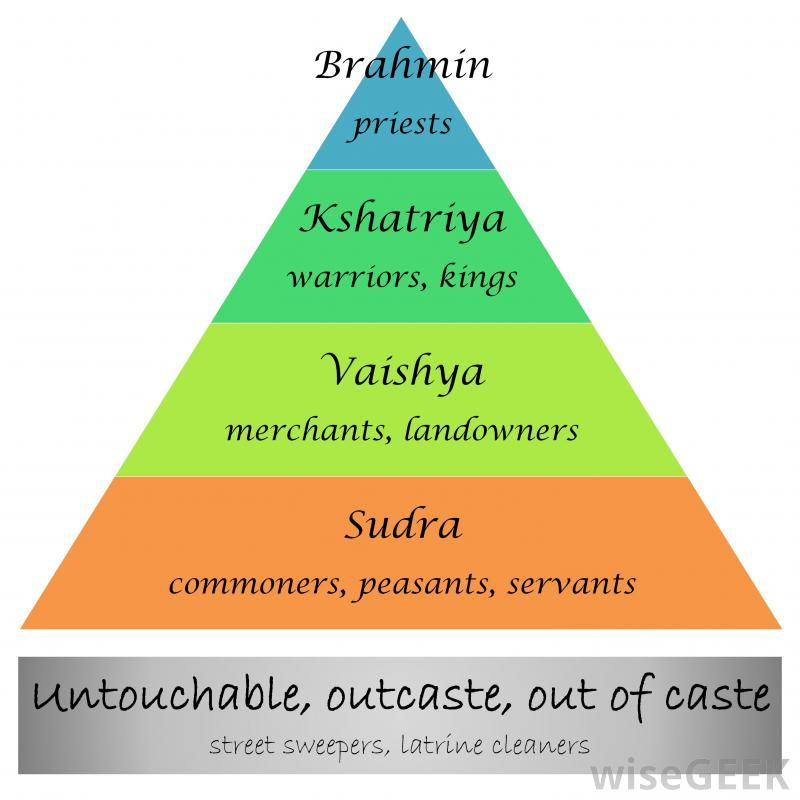 Brahmin
priests
Kshatriya
warriors, kings
Vaishya
merchants, landowners
Sudra
commoners, peasants, servants
Untouchable, outcaste, out of caste
street sweepers, latrine cleaners
wiseGEEK